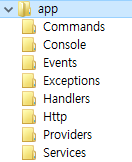 app
Commands
Console
Events
Exceptions
Handlers
Http
Providers
Services